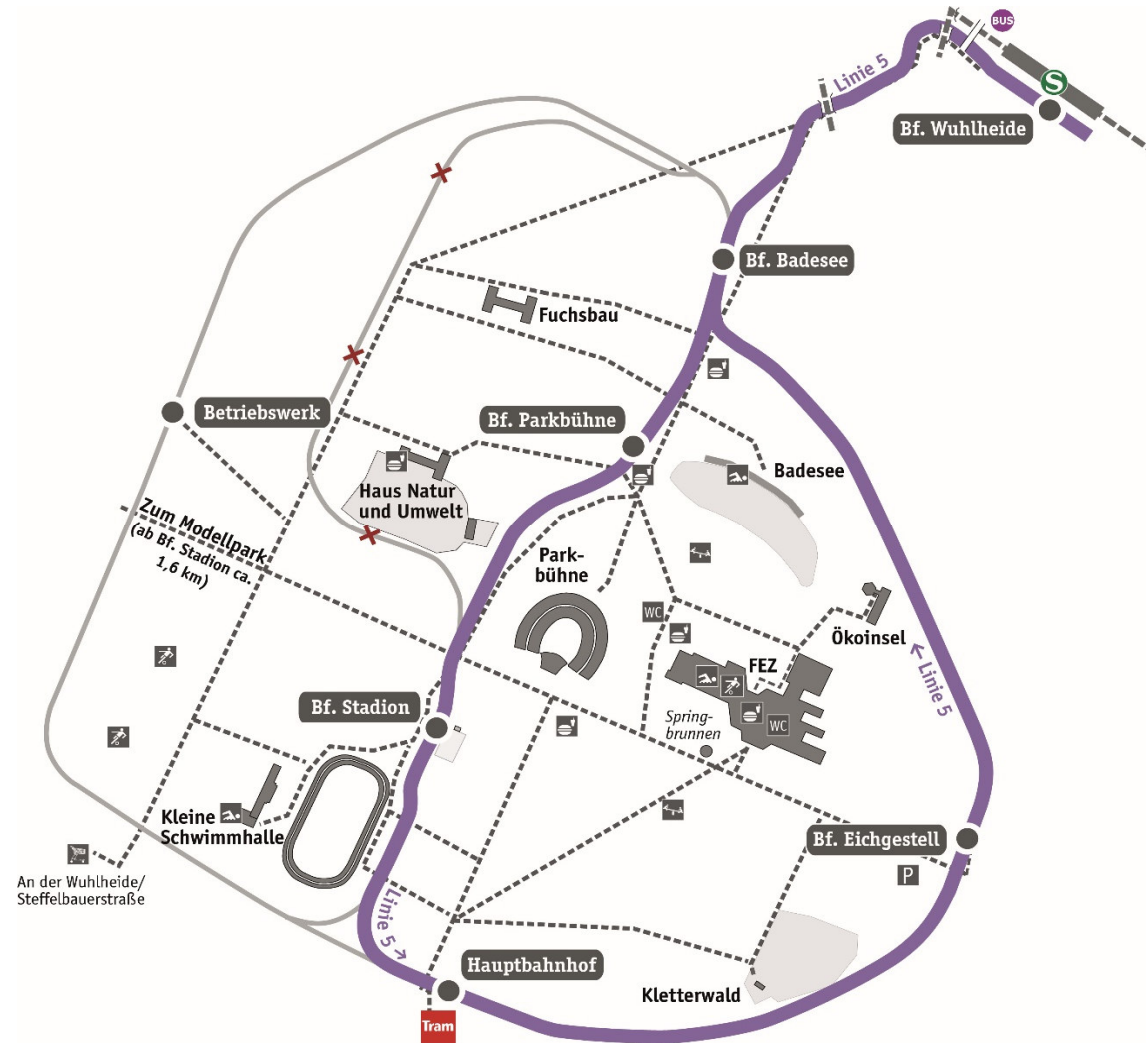 BUS
Linie 5
S
Bf. Wuhlheide
Bf. Badesee
Fuchsbau
Betriebswerk
Bf. Parkbühne
Badesee
Haus Natur
und Umwelt
Zum Modellpark
(ab Bf. Stadion ca.
1,6 km)
Park-
bühne
WC
Ökoinsel
FEZ
← Linie 5
Bf. Stadion
Spring-
brunnen
WC
Kleine
Schwimmhalle
Bf. Eichgestell
P
An der Wuhlheide/
Steffelbauerstraße
Linie 5 →
Hauptbahnhof
Kletterwald
Tram